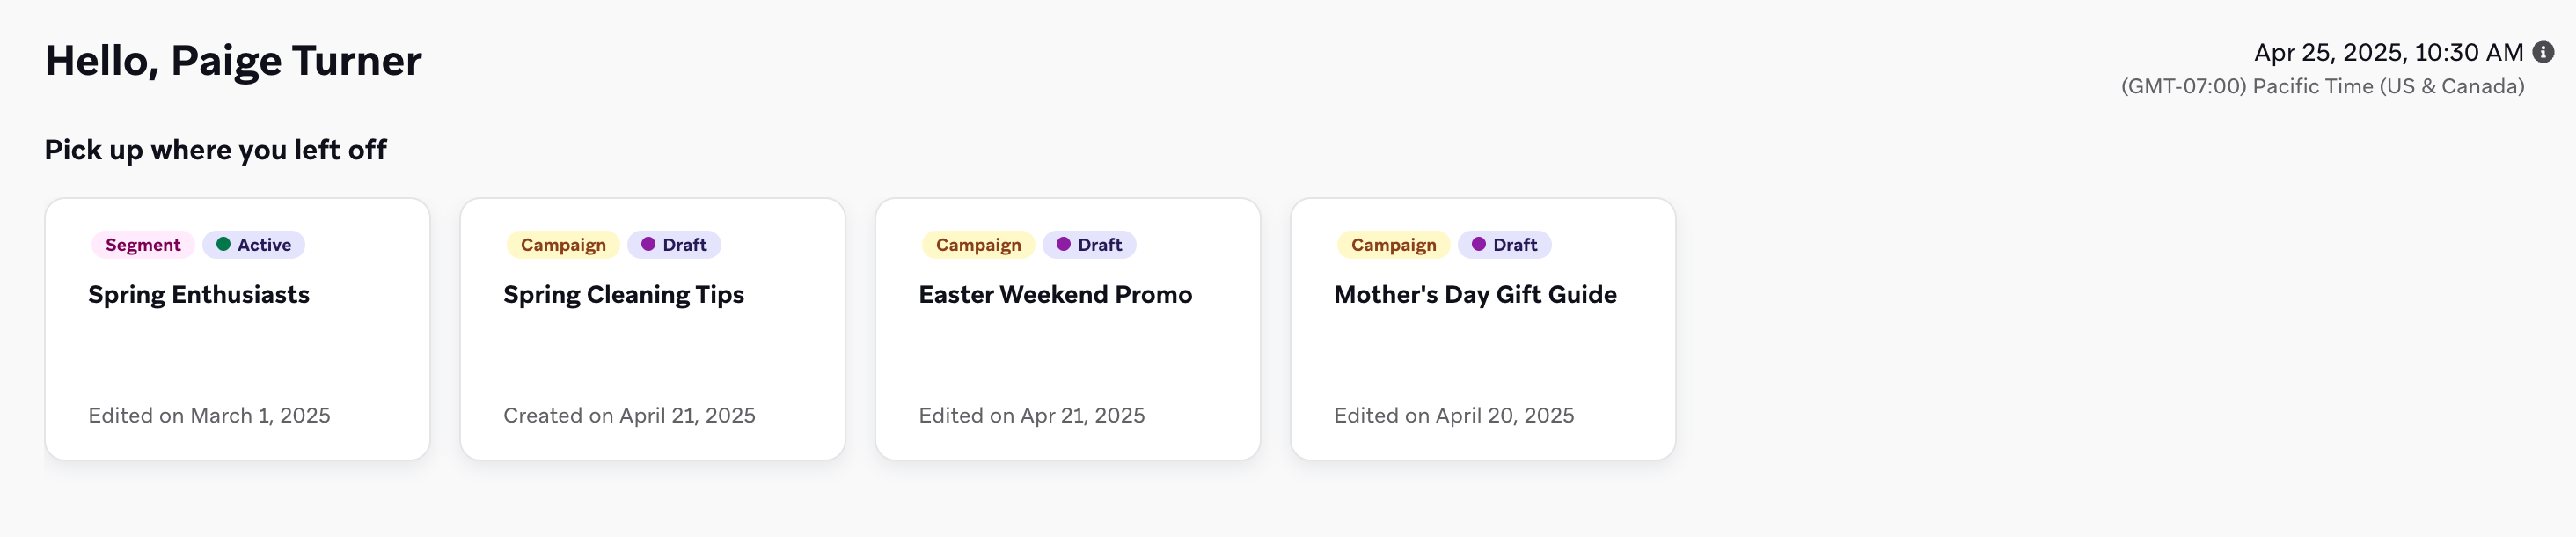 Hello, Paige Turner
Apr 25, 2025, 10:30 AM
(GMT-07:00) Pacific Time (US & Canada)
Pick up where you left off
Segment Active
Spring Enthusiasts
Edited on March 1, 2025
Campaign Draft
Spring Cleaning Tips
Created on April 21, 2025
Campaign Draft
Easter Weekend Promo
Edited on Apr 21, 2025
Campaign Draft
Mother's Day Gift Guide
Edited on April 20, 2025